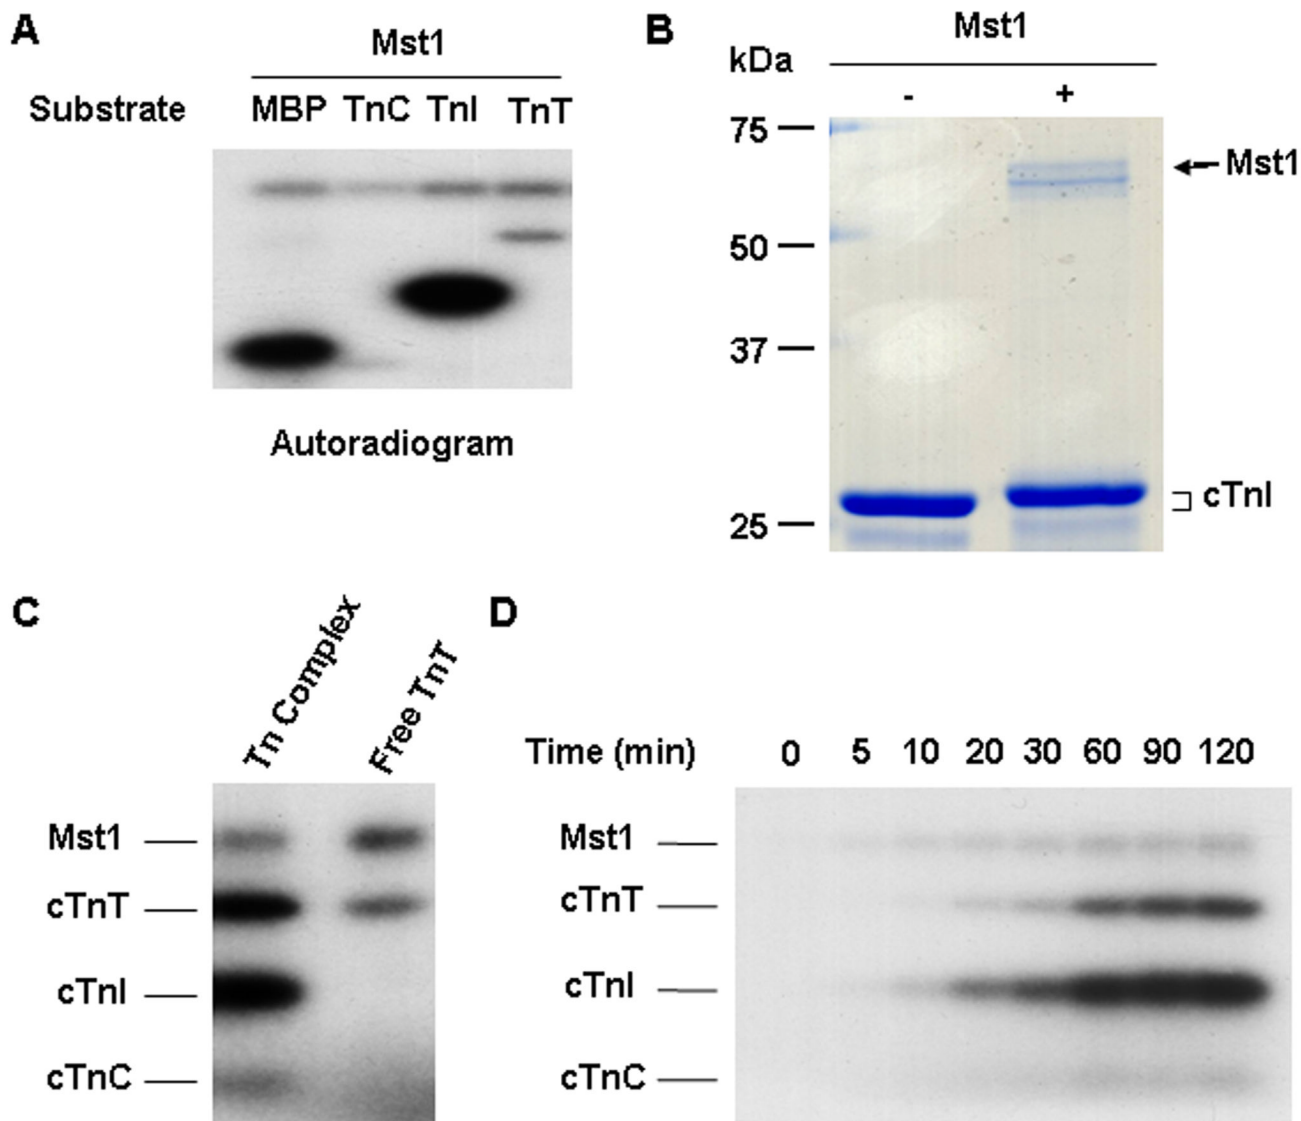 A
Mst1
Substrate MBP TnC TnI TnT
Autoradiogram
B
Mst1
kDa
- +
75
50
37
25
Mst1
cTnI
C
Tn Complex
Free TnT
Mst1
cTnT
cTnI
cTnC
D
Time (min) 0 5 10 20 30 60 90 120
Mst1
cTnT
cTnI
cTnC